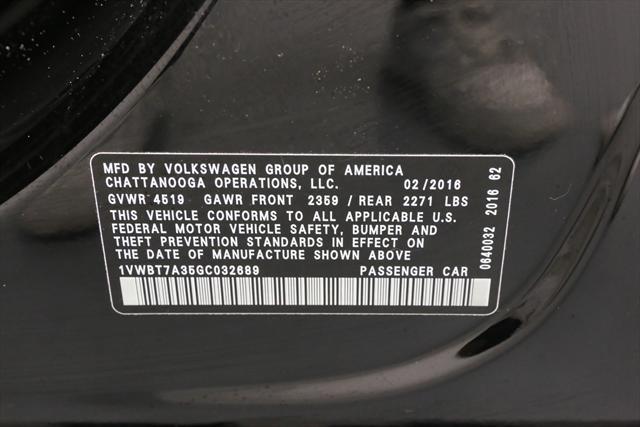 MFD BY VOLKSWAGEN GROUP OF AMERICA
CHATTANOOGA OPERATIONS, LLC. 02/2016
GVWR 4519 GAWR FRONT 2359 / REAR 2271 LBS
THIS VEHICLE CONFORMS TO ALL APPLICABLE U.S.
FEDERAL MOTOR VEHICLE SAFETY, BUMPER AND
THEFT PREVENTION STANDARDS IN EFFECT ON
THE DATE OF MANUFACTURE SHOWN ABOVE
1VWBT7A35GC032689 PASSENGER CAR
0640032 2016 62